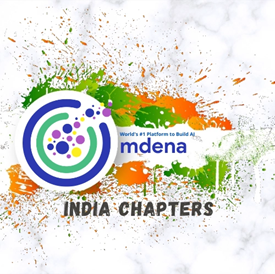 World's #1 Platform to Build AI
mdena
INDIA CHAPTERS